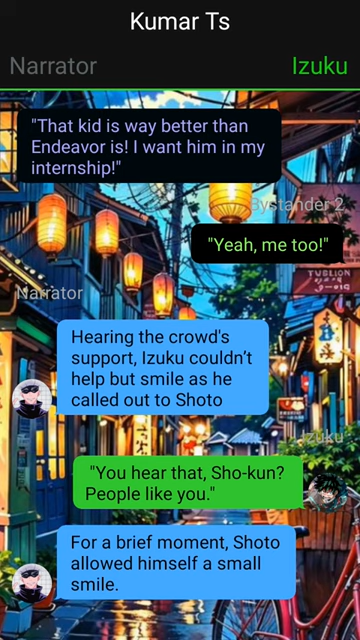 Kumar Ts
Narrator
Izuku
"That kid is way better than
Endeavor is! I want him in my
internship!"
Bystander 2
"Yeah, me too!"
Narrator
Hearing the crowd's
support, Izuku couldn't
help but smile as he
called out to Shoto
Izuku
"You hear that, Sho-kun?
People like you."
For a brief moment, Shoto
allowed himself a small
smile.